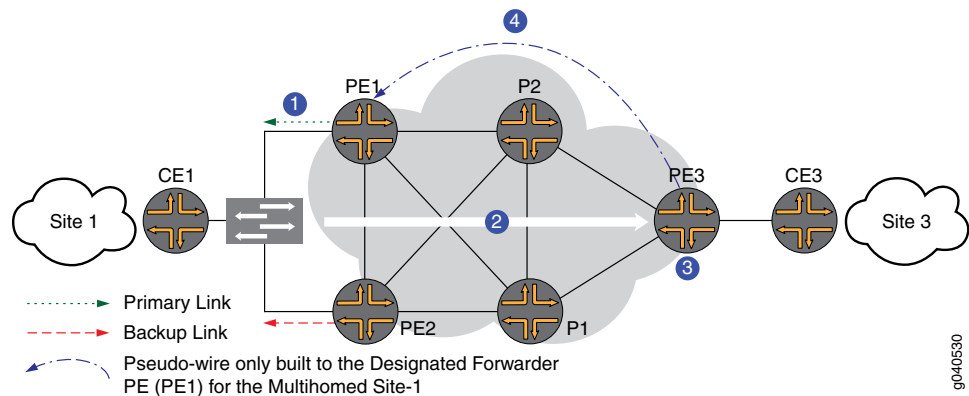 4
1
PE1
P2
CE1
PE3
CE3
Site 1
2
Site 3
3
Primary Link
Backup Link
PE2
P1
Pseudo-wire only built to the Designated Forwarder
PE (PE1) for the Multihomed Site-1
g040530